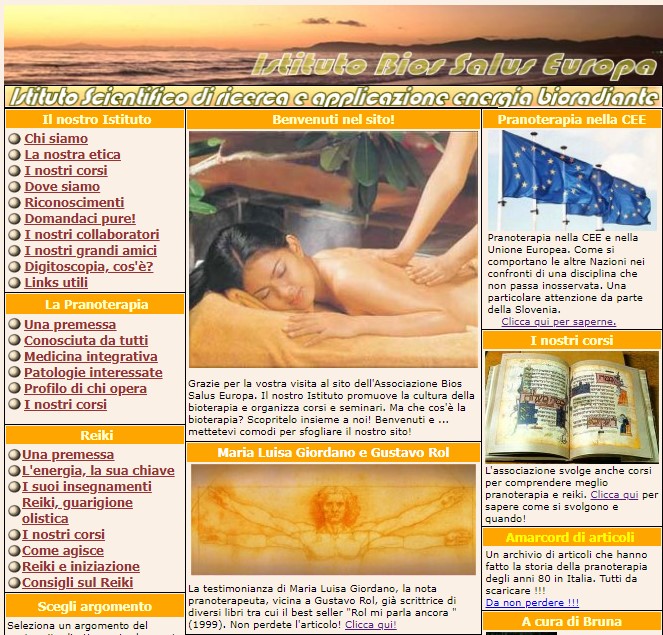 Istituto Bios Salus Europa
Istituto Scientifico di ricerca e applicazione energia bioradiante
Il nostro Istituto
Chi siamo
La nostra etica
I nostri corsi
Dove siamo
Riconoscimenti
Domandaci pure!
I nostri collaboratori
I nostri grandi amici
Digitoscopia, cos'è?
Links utili
La Pranoterapia
Una premessa
Conosciuta da tutti
Medicina integrativa
Patologie interessate
Profilo di chi opera
I nostri corsi
Reiki
Una premessa
L'energia, la sua chiave
I suoi insegnamenti
Reiki, guarigione
olistica
I nostri corsi
Come agisce
Reiki e iniziazione
Consigli sul Reiki
Scegli argomento
Seleziona un argomento del
Benvenuti nel sito!
Grazie per la vostra visita al sito dell'Associazione Bios
Salus Europa. Il nostro Istituto promuove la cultura della
bioterapia e organizza corsi e seminari. Ma che cos'è la
bioterapia? Scopritelo insieme a noi! Benvenuti e ...
mettetevi comodi per sfogliare il nostro sito!
Maria Luisa Giordano e Gustavo Rol
La testimonianza di Maria Luisa Giordano, la nota
pranoterapeuta, vicina a Gustavo Rol, già scrittrice di
diversi libri tra cui il best seller "Rol mi parla ancora "
(1999). Non perdete l'articolo! Clicca qui!
Pranoterapia nella CEE
Pranoterapia nella CEE e nella
Unione Europea. Come si
comportano le altre Nazioni nei
confronti di una disciplina che
non passa inosservata. Una
particolare attenzione da parte
della Slovenia.
Clicca qui per saperne.
I nostri corsi
L'associazione svolge anche corsi
per comprendere meglio
pranoterapia e reiki. Clicca qui per
sapere come si svolgono e
quando!
Amarcord di articoli
Un archivio di articoli che hanno
fatto la storia della pranoterapia
degli anni 80 in Italia. Tutti da
scaricare !!!
Da non perdere !!!
A cura di Bruna